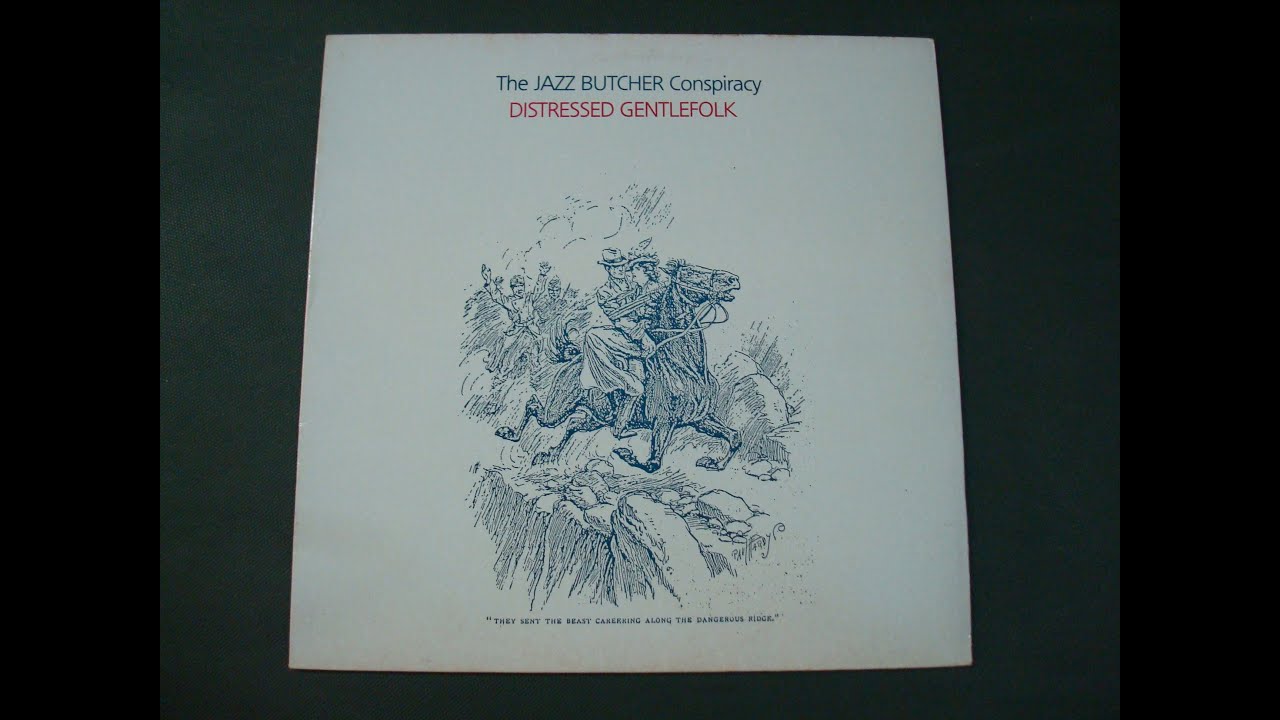 The JAZZ BUTCHER Conspiracy
DISTRESSED GENTLEFOLK
"THEY SENT THE BEAST CAREERING ALONG THE DANGEROUS RIDGE."